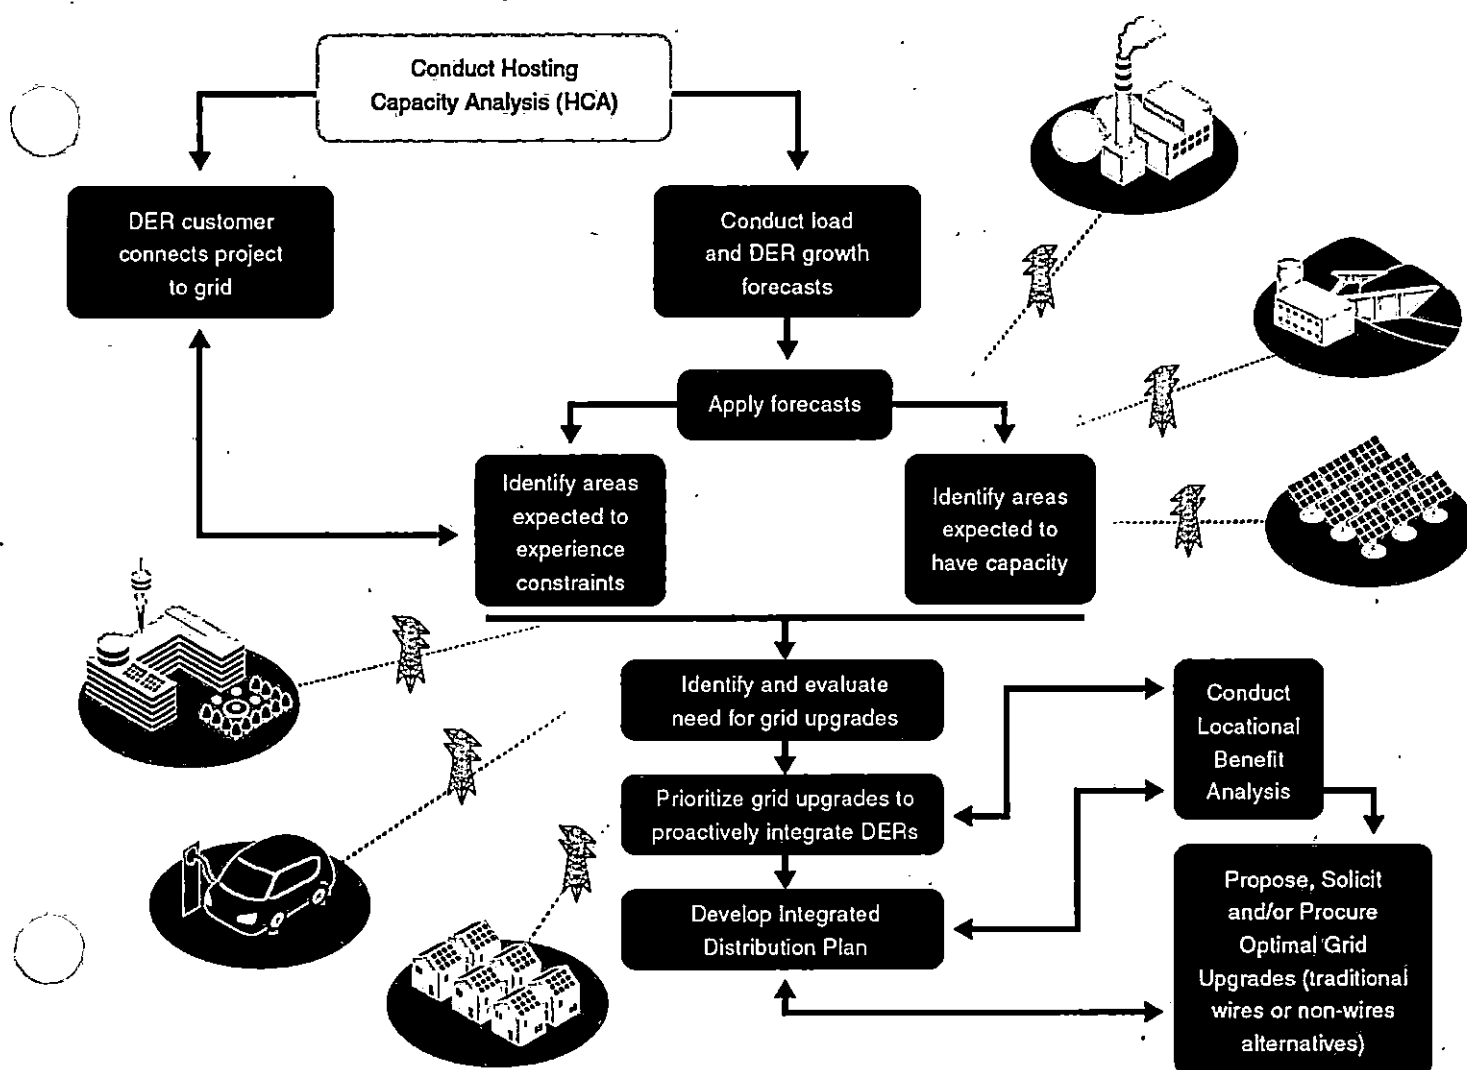 Conduct Hosting
Capacity Analysis (HCA)
DER customer
connects project
to grid
Conduct load
and DER growth
forecasts
Apply forecasts
Identify areas
expected to
experience
constraints
Identify areas
expected to
have capacity
Identify and evaluate
need for grid upgrades
Prioritize grid upgrades to
proactively integrate DERs
Develop Integrated
Distribution Plan
Conduct
Locational
Benefit
Analysis
Propose, Solicit
and/or Procure
Optimal Grid
Upgrades (traditional
wires or non-wires
alternatives)